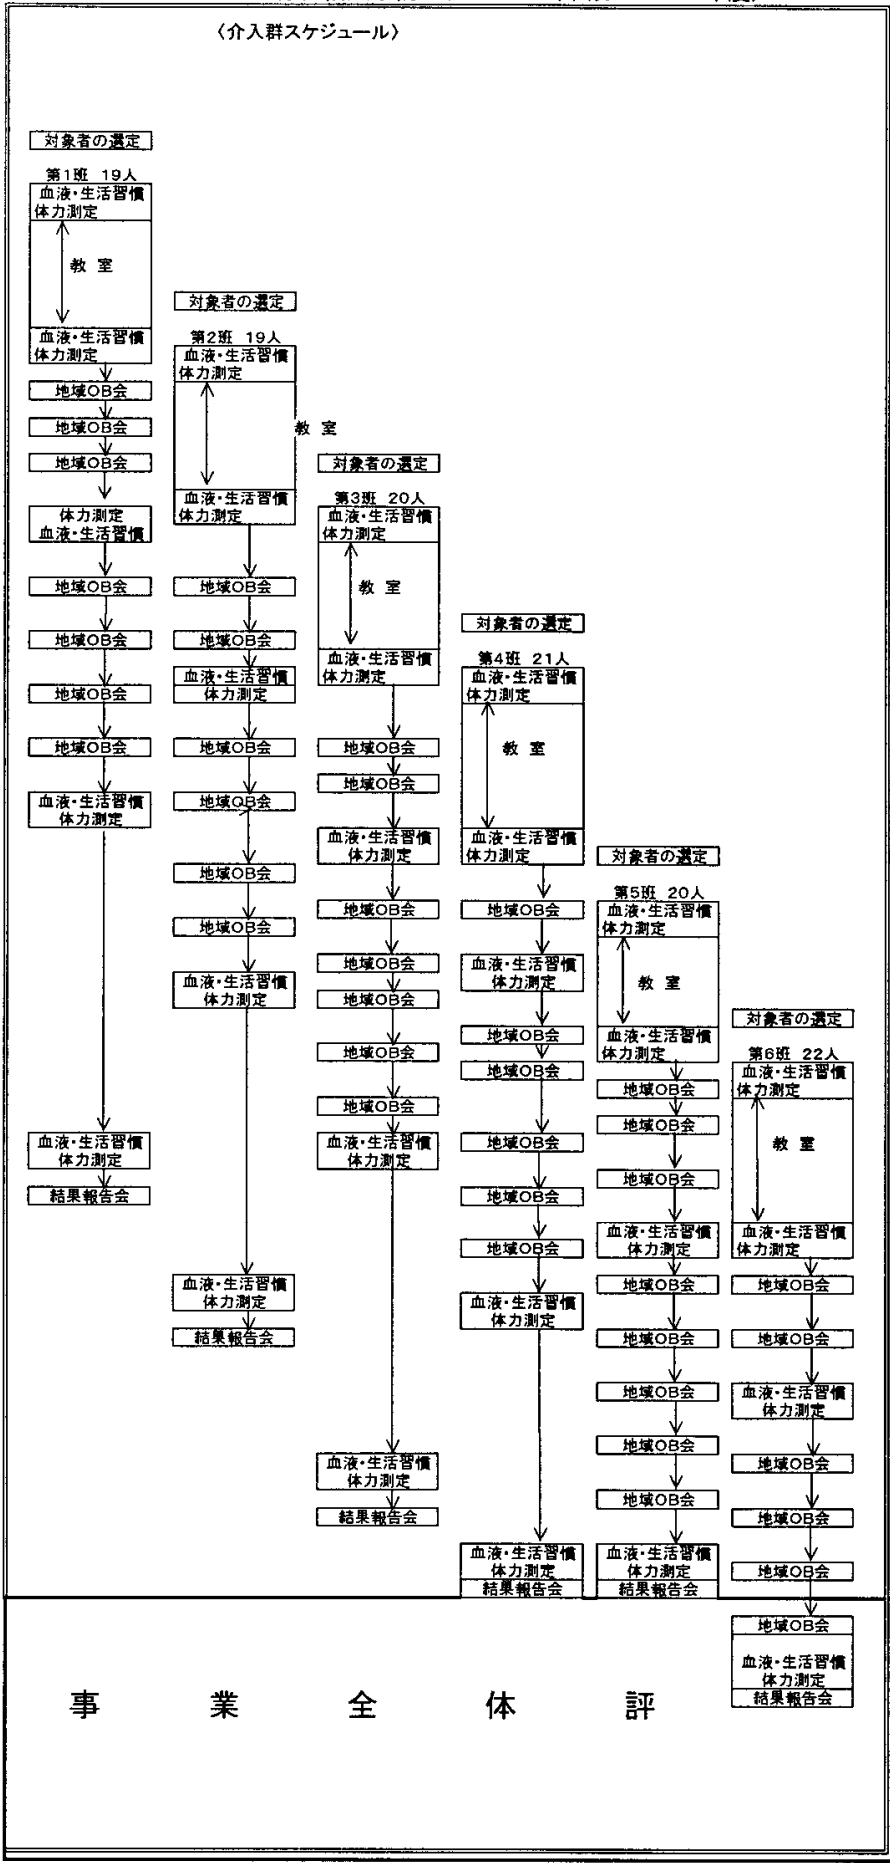 〈介入群スケジュール〉
対象者の選定
第1班 19人
血液・生活習慣
体力測定
教 室
血液・生活習慣
体力測定
地域OB会
地域OB会
地域OB会
体力測定
血液・生活習慣
地域OB会
地域OB会
地域OB会
地域OB会
血液・生活習慣
体力測定
血液・生活習慣
体力測定
結果報告会
対象者の選定
第2班 19人
血液・生活習慣
体力測定
教 室
血液・生活習慣
体力測定
地域OB会
地域OB会
血液・生活習慣
体力測定
地域OB会
地域OB会
地域OB会
地域OB会
血液・生活習慣
体力測定
血液・生活習慣
体力測定
結果報告会
対象者の選定
第3班 20人
血液・生活習慣
体力測定
教 室
血液・生活習慣
体力測定
地域OB会
地域OB会
血液・生活習慣
体力測定
地域OB会
地域OB会
地域OB会
地域OB会
地域OB会
血液・生活習慣
体力測定
血液・生活習慣
体力測定
結果報告会
対象者の選定
第4班 21人
血液・生活習慣
体力測定
教 室
血液・生活習慣
体力測定
地域OB会
血液・生活習慣
体力測定
地域OB会
地域OB会
地域OB会
地域OB会
地域OB会
血液・生活習慣
体力測定
血液・生活習慣
体力測定
結果報告会
対象者の選定
第5班 20人
血液・生活習慣
体力測定
教 室
血液・生活習慣
体力測定
地域OB会
地域OB会
地域OB会
血液・生活習慣
体力測定
地域OB会
地域OB会
地域OB会
地域OB会
地域OB会
血液・生活習慣
体力測定
結果報告会
対象者の選定
第6班 22人
血液・生活習慣
体力測定
教 室
血液・生活習慣
体力測定
地域OB会
地域OB会
血液・生活習慣
体力測定
地域OB会
地域OB会
地域OB会
地域OB会
血液・生活習慣
体力測定
結果報告会
事 業 全 体 評